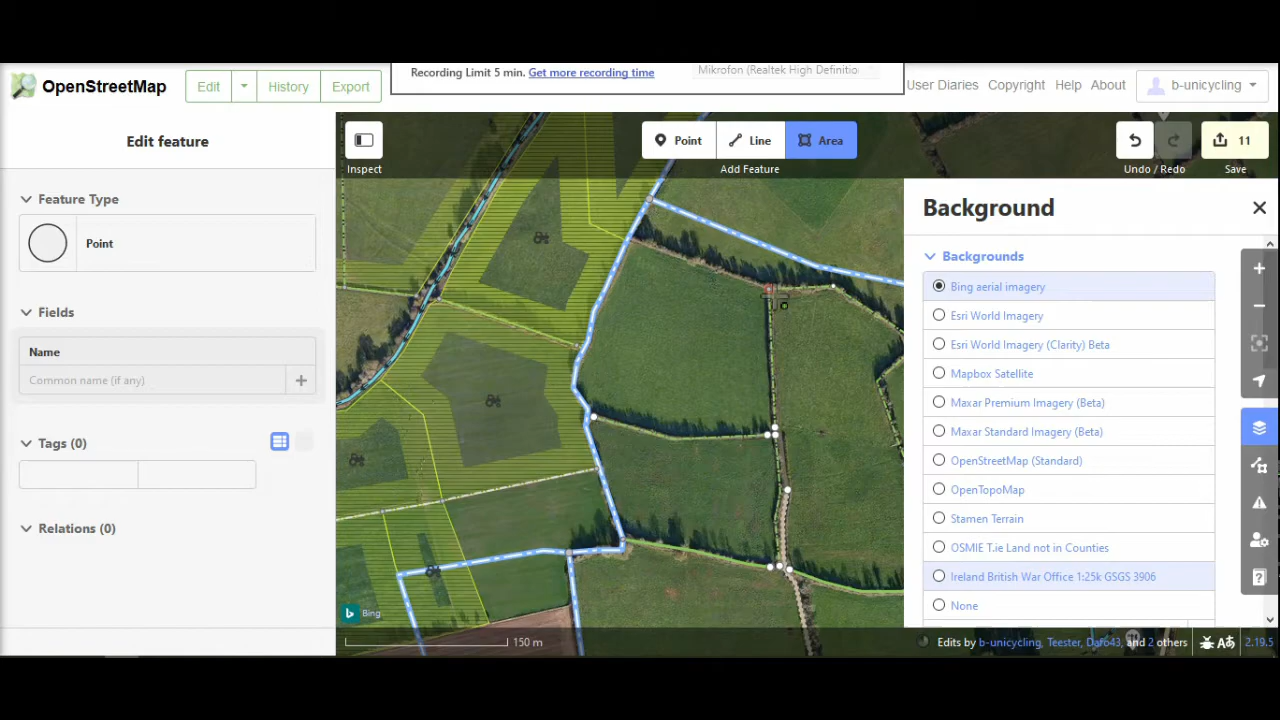 Recording Limit 5 min. Get more recording time
Mikrofon (Realtek High Definitio
OpenStreetMap
Edit
History
Export
User Diaries
Copyright
Help
About
b-unicycling
Edit feature
Inspect
Point
Line
Area
Add Feature
11
Undo / Redo
Save
Feature Type
Point
Fields
Name
Common name (if any)
Tags (0)
Relations (0)
Background
Backgrounds
Bing aerial imagery
Esri World Imagery
Esri World Imagery (Clarity) Beta
Mapbox Satellite
Maxar Premium Imagery (Beta)
Maxar Standard Imagery (Beta)
OpenStreetMap (Standard)
OpenTopoMap
Stamen Terrain
OSMIE T.ie Land not in Counties
Ireland British War Office 1:25k GSGS 3906
None
Bing
150 m
Edits by b-unicycling, Teester, Dafo43, and 2 others
2.19.5